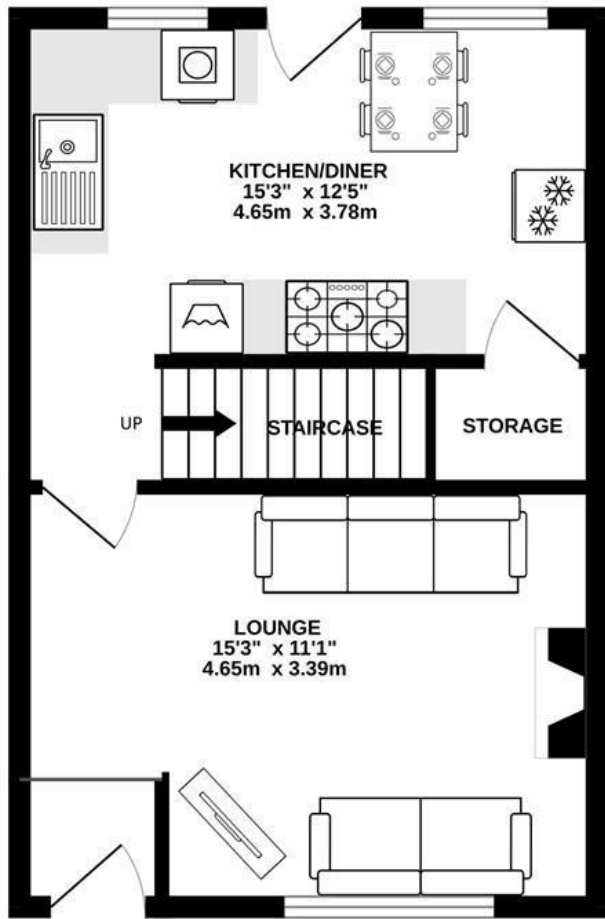 KITCHEN/DINER
15'3" x 12'5"
4.65m x 3.78m
UP
STAIRCASE
STORAGE
LOUNGE
15'3" x 11'1"
4.65m x 3.39m